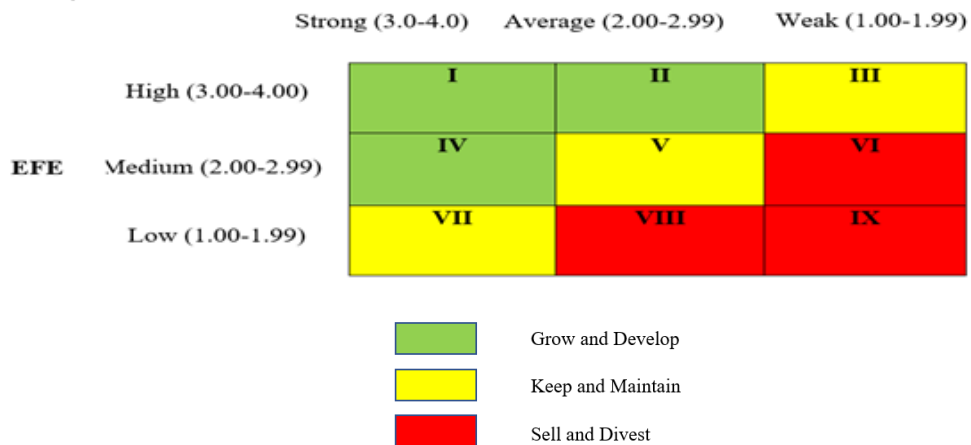 Strong (3.0-4.0) Average (2.00-2.99) Weak (1.00-1.99)
High (3.00-4.00) I II III
EFE Medium (2.00-2.99) IV V VI
Low (1.00-1.99) VII VIII IX
Grow and Develop
Keep and Maintain
Sell and Divest